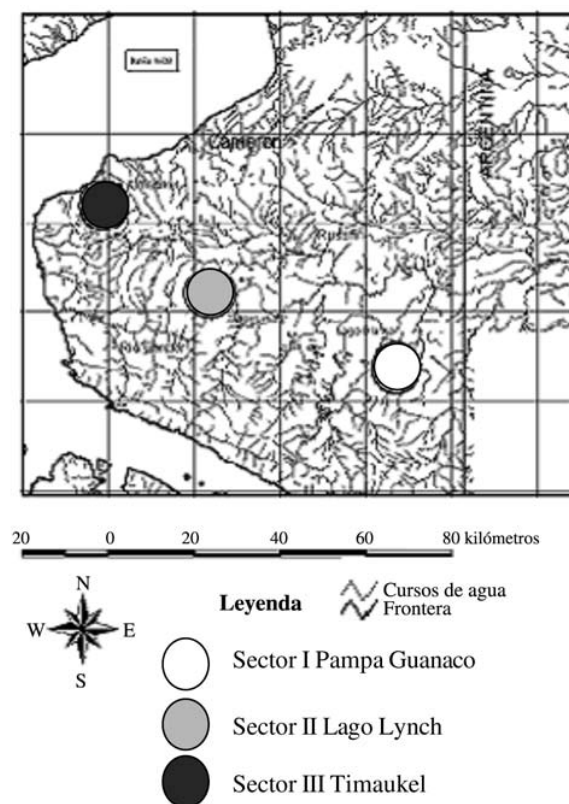 Cameron
ARGENTINA
20 0 20 40 60 80 kilómetros
N
W E
S
Leyenda
Cursos de agua
Frontera
Sector I Pampa Guanaco
Sector II Lago Lynch
Sector III Timaukel